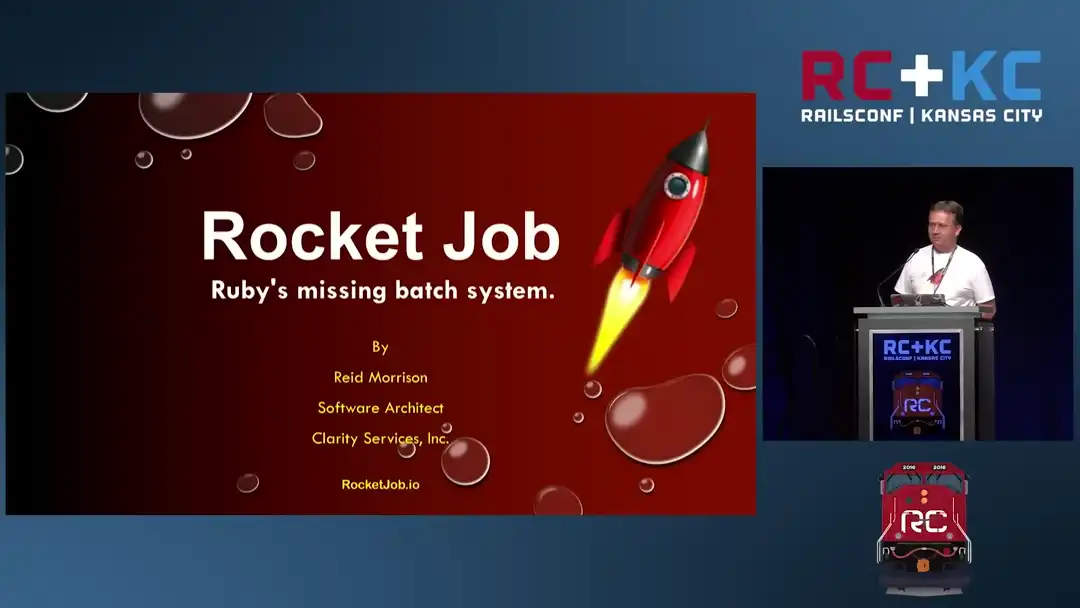 Rocket Job
Ruby's missing batch system.
By
Reid Morrison
Software Architect
Clarity Services, Inc.
RocketJob.io
RC+KC
RAILSCONF | KANSAS CITY
RC+KC
RAILSCONF | KANSAS CITY
RC
2016 2016
RC